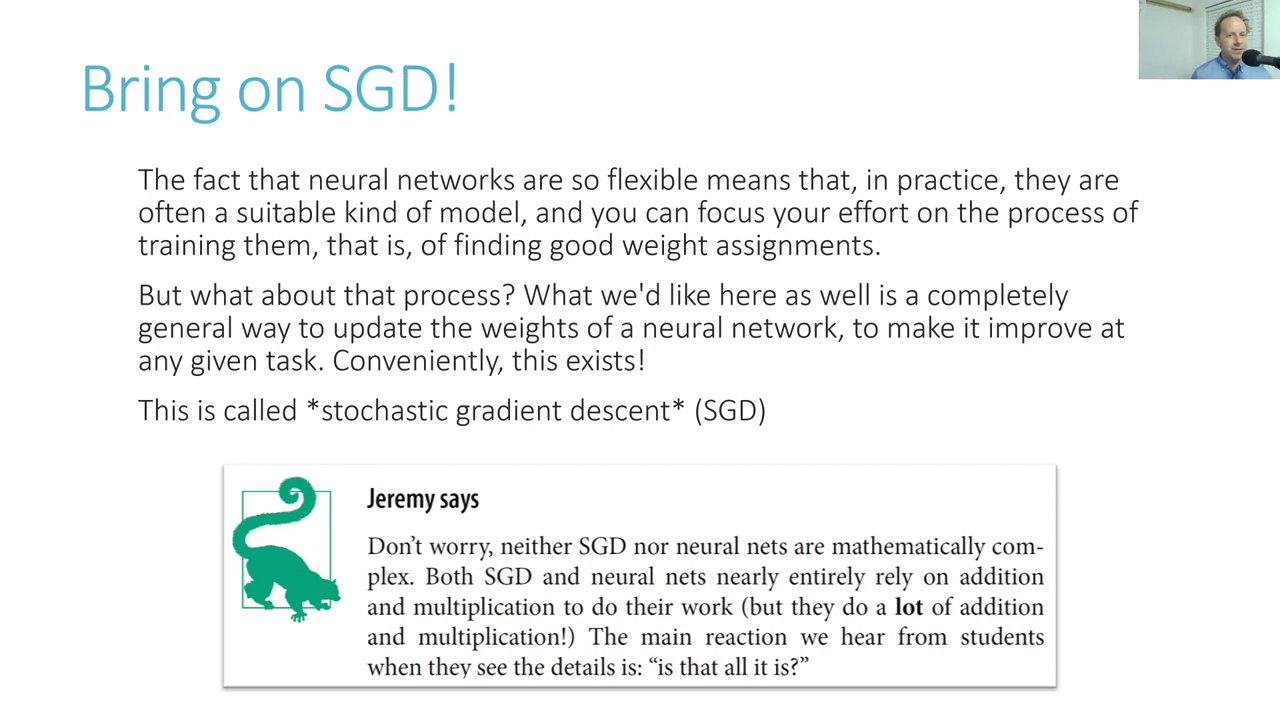 Bring on SGD!
The fact that neural networks are so flexible means that, in practice, they are
often a suitable kind of model, and you can focus your effort on the process of
training them, that is, of finding good weight assignments.
But what about that process? What we'd like here as well is a completely
general way to update the weights of a neural network, to make it improve at
any given task. Conveniently, this exists!
This is called *stochastic gradient descent* (SGD)
Jeremy says
Don’t worry, neither SGD nor neural nets are mathematically com-
plex. Both SGD and neural nets nearly entirely rely on addition
and multiplication to do their work (but they do a lot of addition
and multiplication!) The main reaction we hear from students
when they see the details is: “is that all it is?”